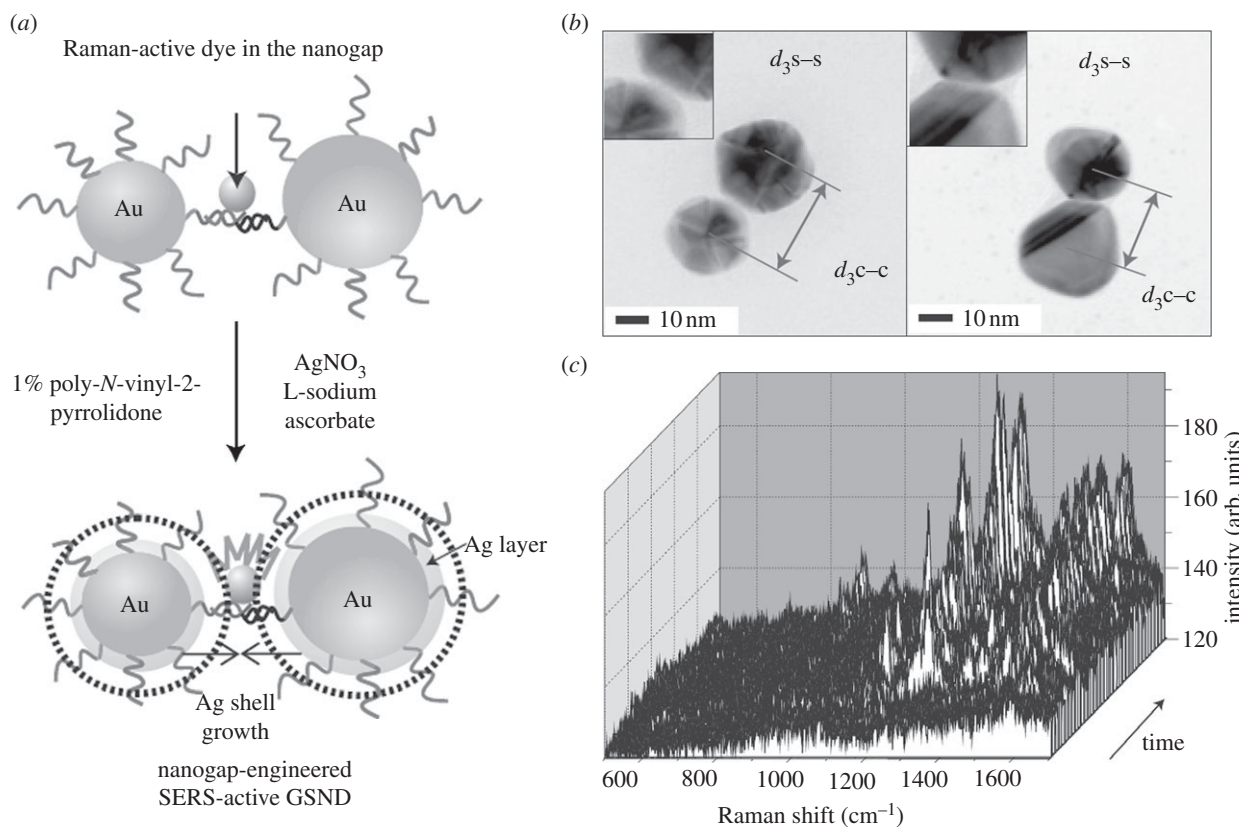 (a)
Raman-active dye in the nanogap
Au
Au
1% poly-N-vinyl-2-
pyrrolidone
AgNO₃
L-sodium
ascorbate
Ag layer
Au
Au
Ag shell
growth
nanogap-engineered
SERS-active GSND
(b)
d₃s–s
d₃c–c
10 nm
d₃s–s
d₃c–c
10 nm
(c)
180
160
140
120
intensity (arb. units)
time
600 800 1000 1200 1400 1600
Raman shift (cm⁻¹)